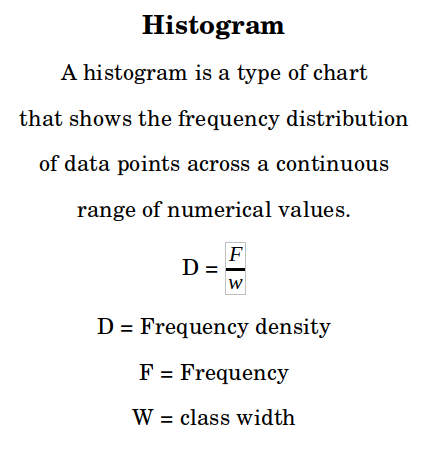 Histogram
A histogram is a type of chart
that shows the frequency distribution
of data points across a continuous
range of numerical values.
D = F/w
D = Frequency density
F = Frequency
W = class width